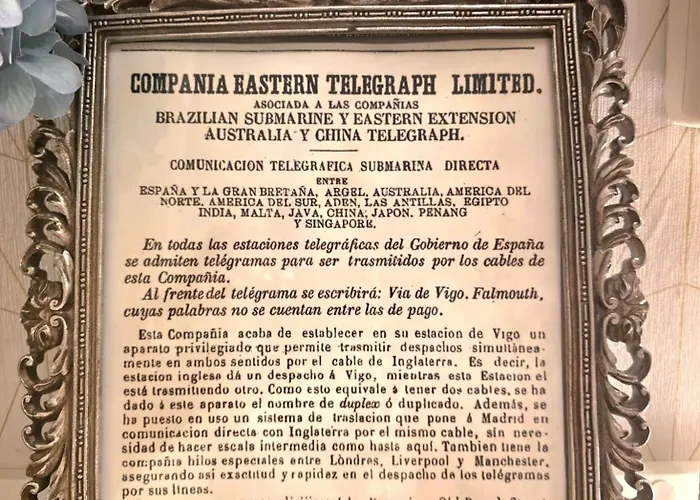 COMPANIA EASTERN TELEGRAPH LIMITED.
ASOCIADA A LAS COMPAÑIAS
BRAZILIAN SUBMARINE Y EASTERN EXTENSION
AUSTRALIA Y CHINA TELEGRAPH.
COMUNICACION TELEGRAFICA SUBMARINA DIRECTA
ENTRE
ESPAÑA Y LA GRAN BRETAÑA, ARGEL, AUSTRALIA, AMERICA DEL
NORTE, AMERICA DEL SUR, ADEN, LAS ANTILLAS, EGIPTO
INDIA, MALTA, JAVA, CHINA, JAPON, PENANG
Y SINGAPORE.
En todas las estaciones telegráficas del Gobierno de España
se admiten telégramas para ser trasmitidos por los cables de
esta Compañia.
Al frente del telégrama se escribirá: Via de Vigo. Falmouth,
cuyas palabras no se cuentan entre las de pago.
Esta Compañia acaba de establecer en su estacion de Vigo un
aparato privilegiado que permite trasmitir despachos simultánea-
mente en ambos sentidos por el cable de Inglaterra. Es decir, la
estacion inglesa dá un despacho á Vigo, mientras esta Estacion el
está trasmitiendo otro. Como esto equivale á tener dos cables, se ha
dado á este aparato el nombre de duplex ó duplicado. Además, se
ha puesto en uso un sistema de traslacion que pone á Madrid en
comunicacion directa con Inglaterra por el mismo cable, sin nece-
sidad de hacer escala intermedia como hasta aquí. Tambien tiene la
compañia hilos especiales entre Lóndres, Liverpool y Manchester,
asegurando asi exactitud y rapidez en el despacho de los telégramas
por sus lineas.